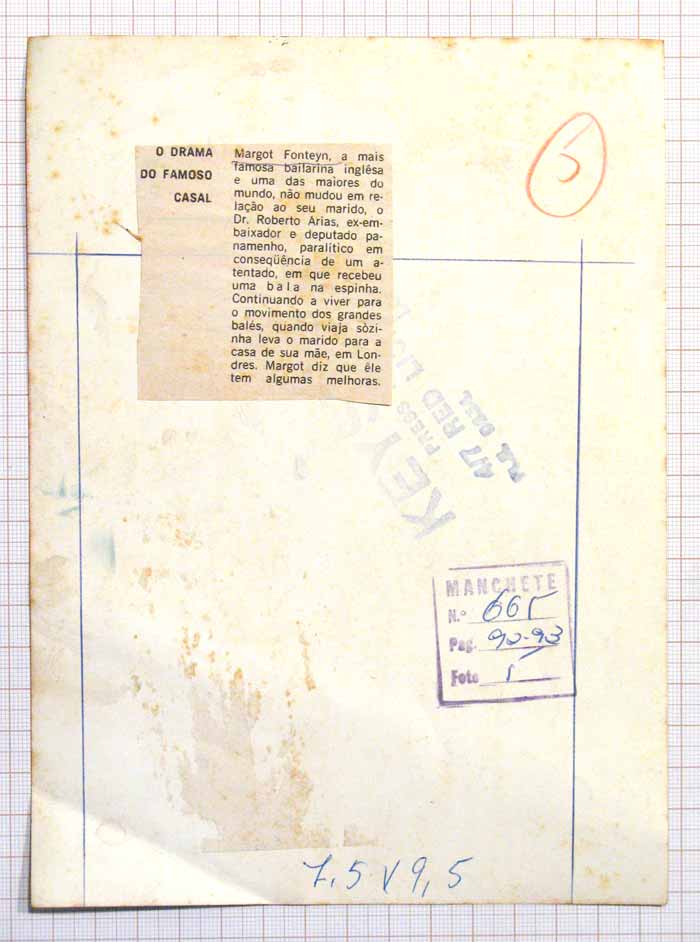 5
O DRAMA
DO FAMOSO
CASAL
Margot Fonteyn, a mais
famosa bailarina inglêsa
e uma das maiores do
mundo, não mudou em re-
lação ao seu marido, o
Dr. Roberto Arias, ex-em-
baixador e deputado pa-
namenho, paralítico em
conseqüência de um a-
tentado, em que recebeu
uma bala na espinha.
Continuando a viver para
o movimento dos grandes
balés, quando viaja sòzi-
nha leva o marido para a
casa de sua mãe, em Lon-
dres. Margot diz que êle
tem algumas melhoras.
KEY
PRESS
47 RED LIO
MANCHETE
N.º 665
Pag. 90-93
Foto 1
7,5 x 9,5